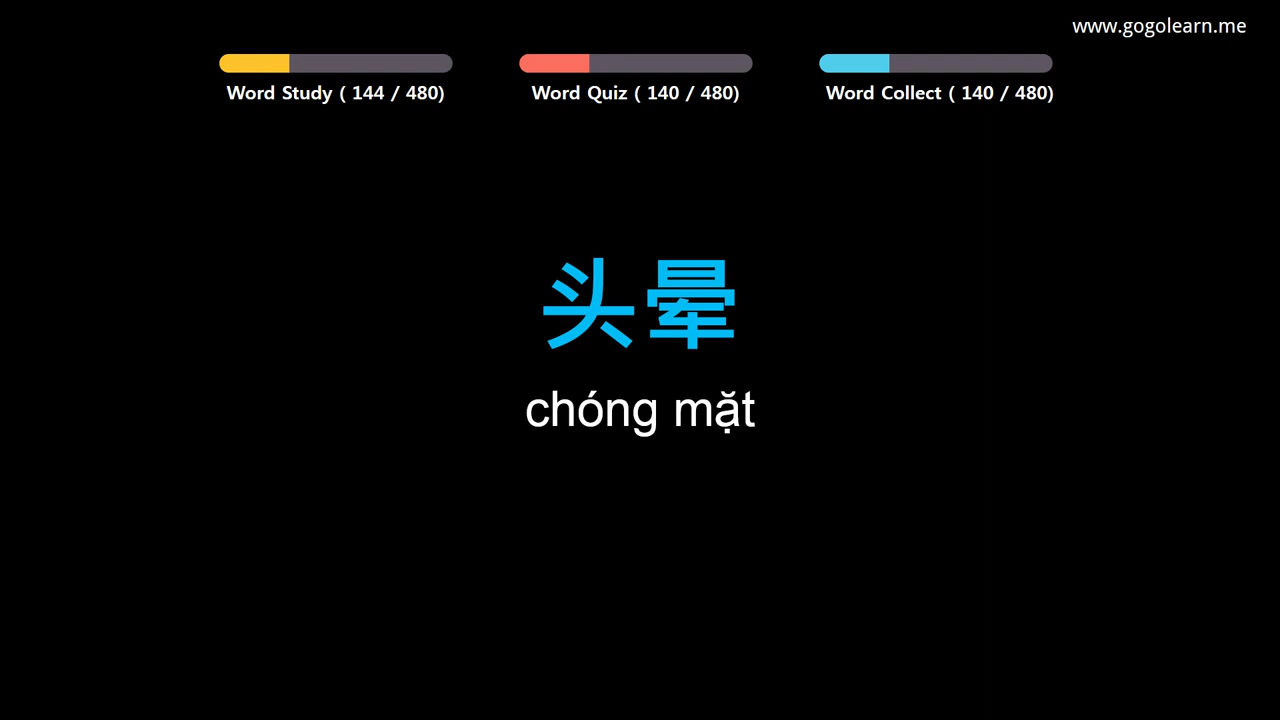 www.gogolearn.me
Word Study ( 144 / 480)
Word Quiz ( 140 / 480)
Word Collect ( 140 / 480)
头晕
chóng mặt